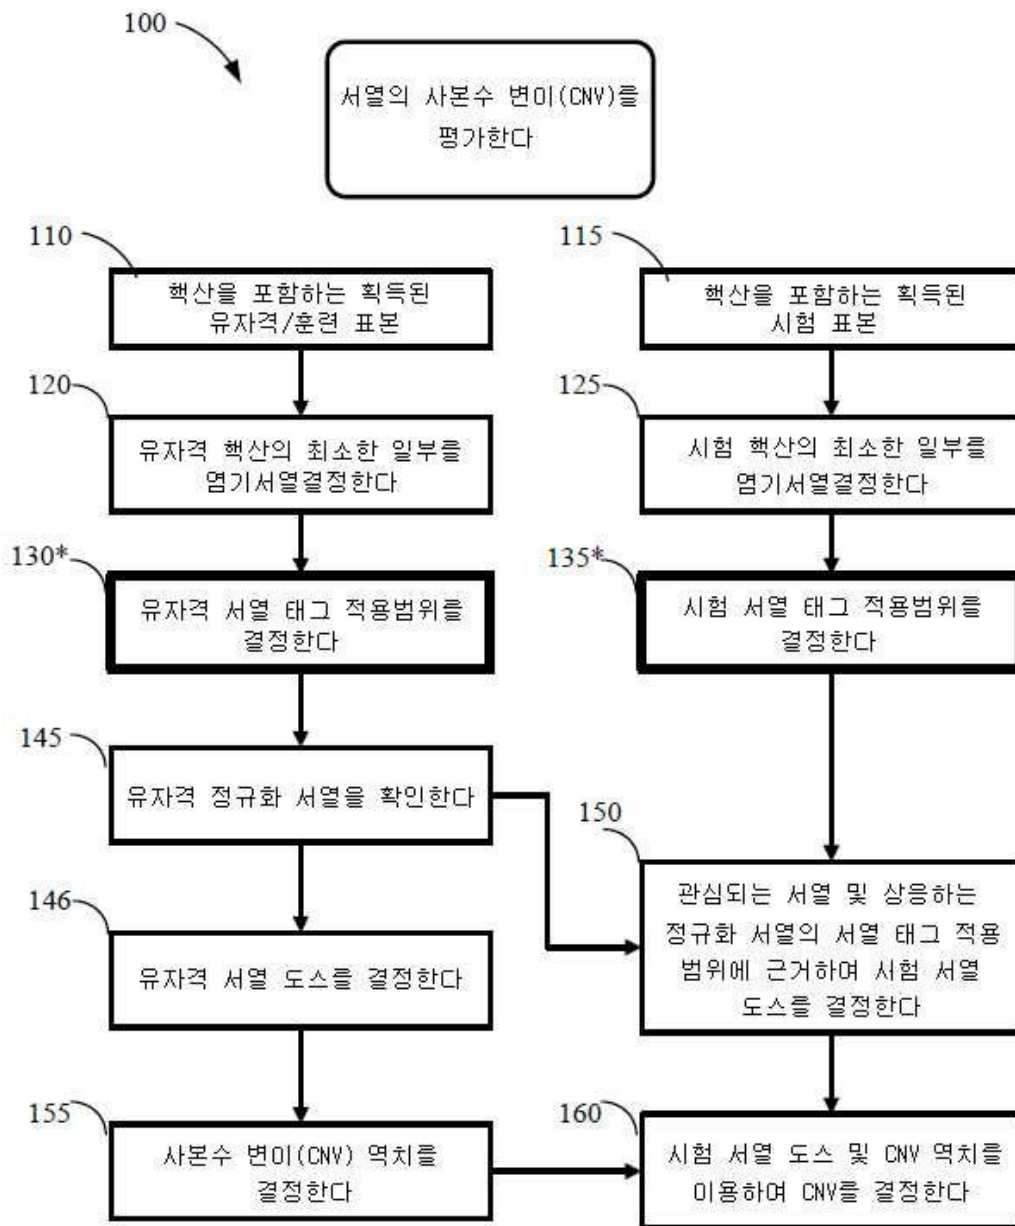 100
서열의 사본수 변이(CNV)를
평가한다
110
핵산을 포함하는 획득된
유자격/훈련 표본
115
핵산을 포함하는 획득된
시험 표본
120
유자격 핵산의 최소한 일부를
염기서열결정한다
125
시험 핵산의 최소한 일부를
염기서열결정한다
130*
유자격 서열 태그 적용범위를
결정한다
135*
시험 서열 태그 적용범위를
결정한다
145
유자격 정규화 서열을 확인한다
150
관심되는 서열 및 상응하는
정규화 서열의 서열 태그 적용
범위에 근거하며 시험 서열
도스를 결정한다
146
유자격 서열 도스를 결정한다
155
사본수 변이(CNV) 역치를
결정한다
160
시험 서열 도스 및 CNV 역치를
이용하며 CNV를 결정한다